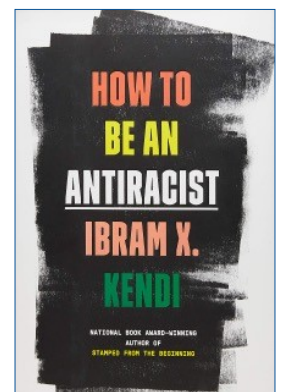 HOW TO
BE AN
ANTIRACIST
IBRAM X.
KENDI
NATIONAL BOOK AWARD–WINNING
AUTHOR OF
STAMPED FROM THE BEGINNING